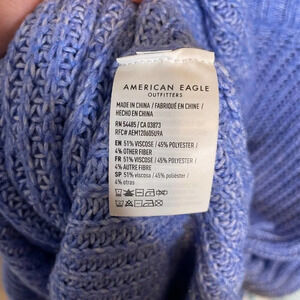 AMERICAN EAGLE
OUTFITTERS
MADE IN CHINA / FABRIQUÉ EN CHINE /
HECHO EN CHINA
RN 54485 / CA 03873
RFC# AEM120605U9A
EN 51% VISCOSE / 45% POLYESTER /
4% OTHER FIBER
FR 51% VISCOSE / 45% POLYESTER /
4% AUTRE FIBRE
SP 51% viscosa / 45% poliéster /
4% otras